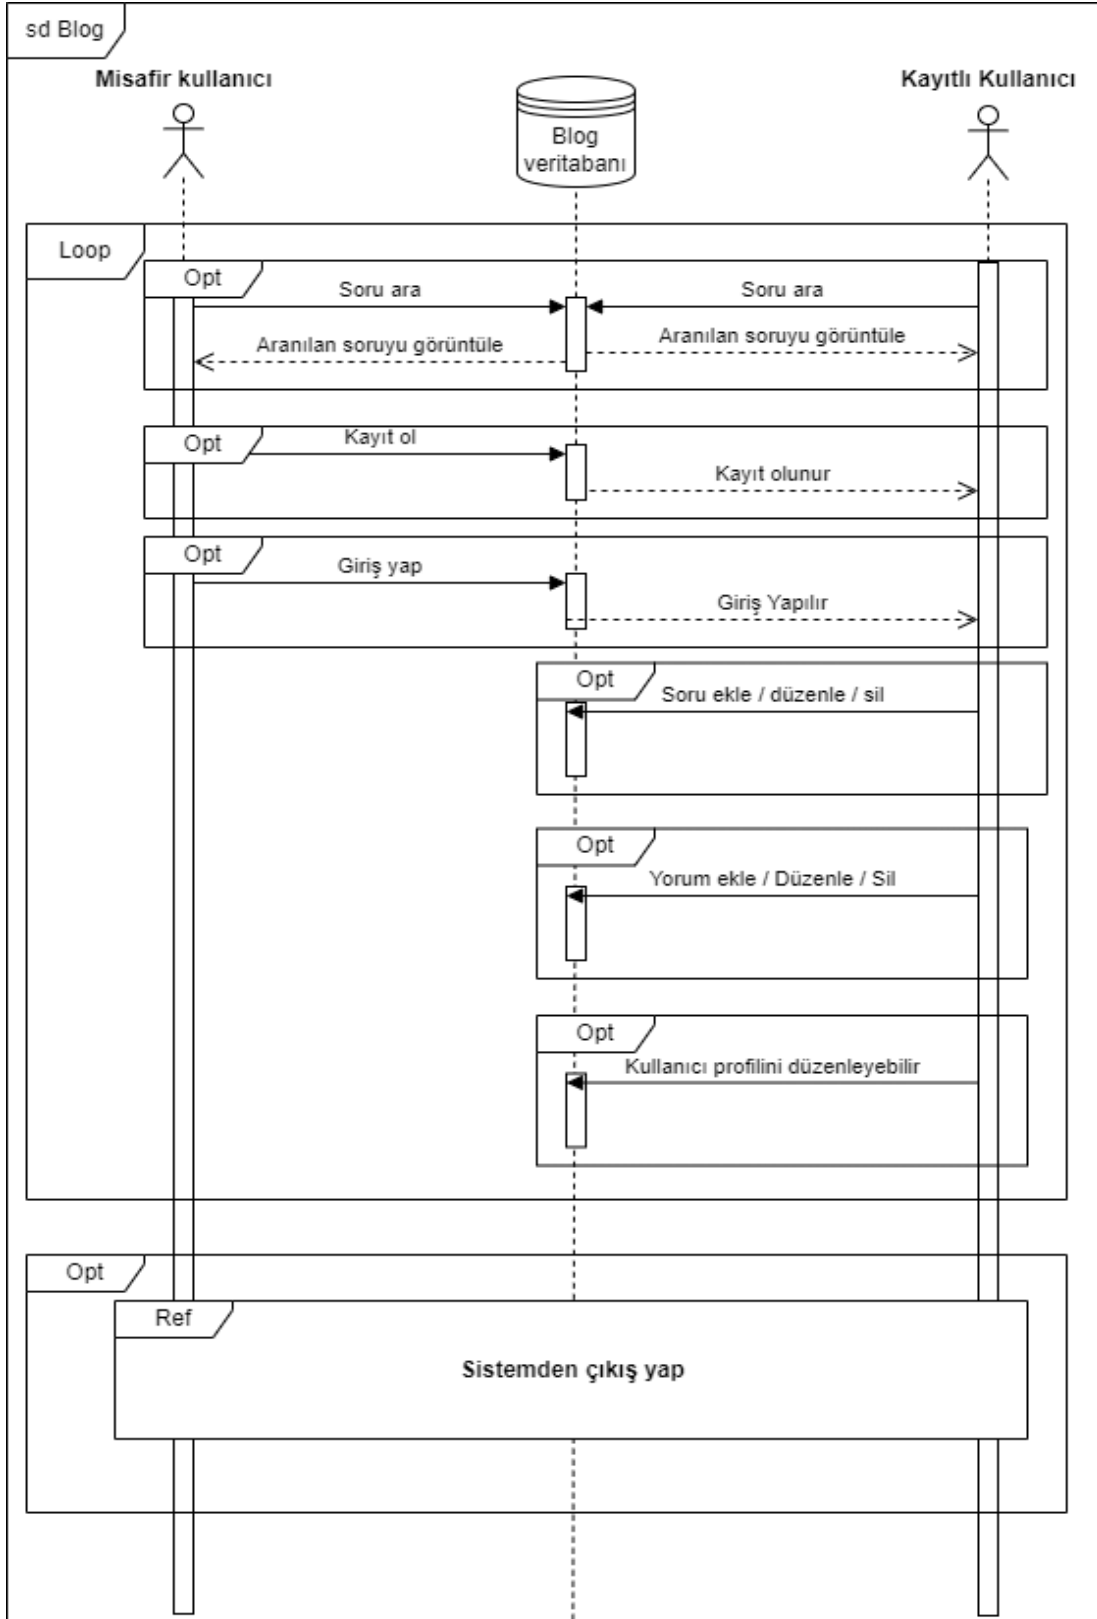 sd Blog
Misafir kullanıcı
Blog
veritabanı
Kayıtlı Kullanıcı
Loop
Opt
Soru ara
Soru ara
Aranılan soruyu görüntüle
Aranılan soruyu görüntüle
Opt
Kayıt ol
Kayıt olunur
Opt
Giriş yap
Giriş Yapılır
Opt
Soru ekle / düzenle / sil
Opt
Yorum ekle / Düzenle / Sil
Opt
Kullanıcı profilini düzenleyebilir
Opt
Ref
Sistemden çıkış yap